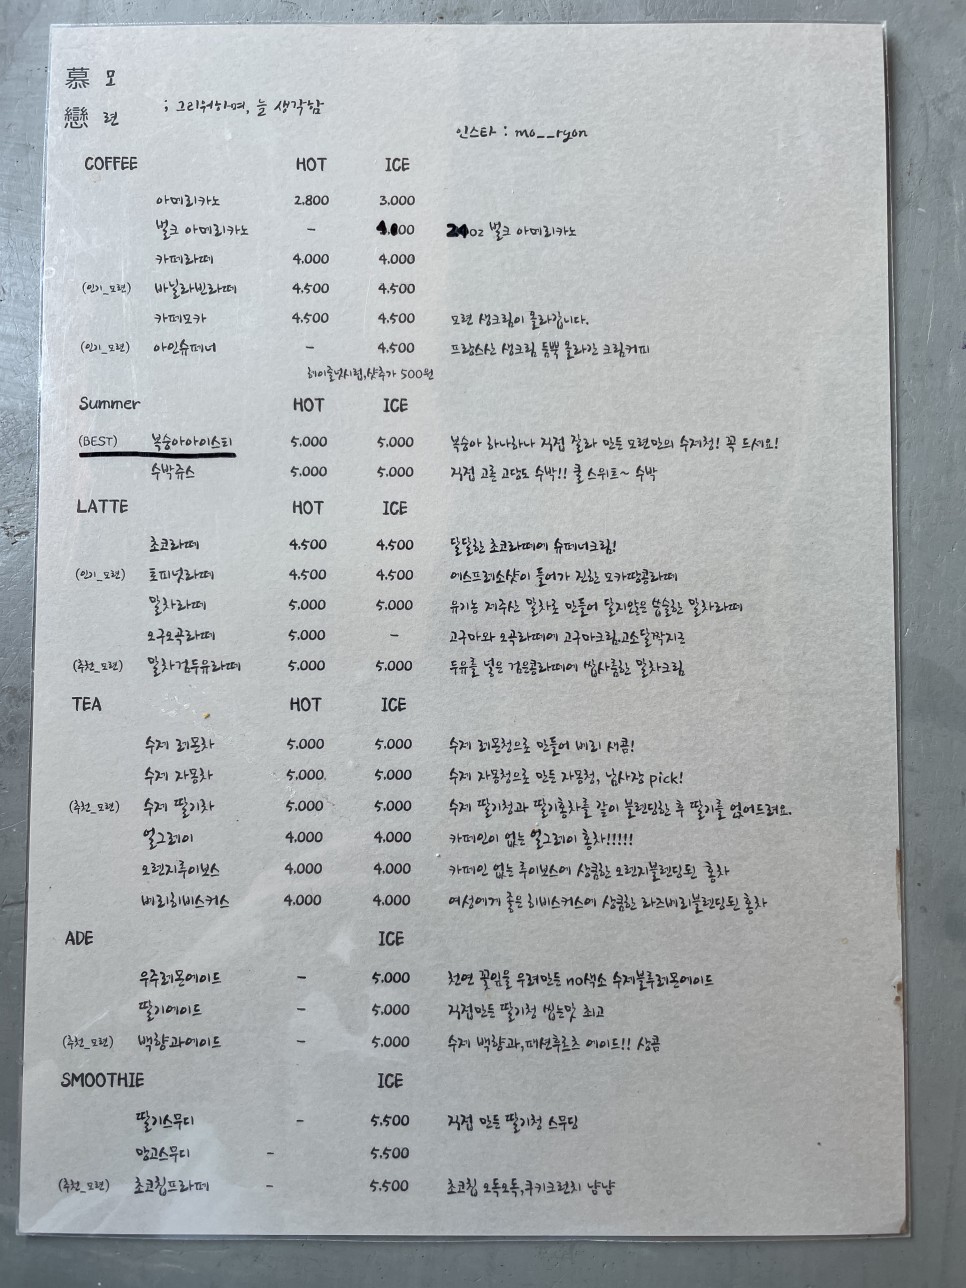 慕 모
戀 련 ; 그리워하며, 늘 생각함
인스타 : mo__ryon
COFFEE HOT ICE
아메리카노 2.800 3.000
벌크 아메리카노 - 4.000 24oz 벌크 아메리카노
카페라떼 4.000 4.000
(인기_모련) 바닐라빈라떼 4.500 4.500
카페모카 4.500 4.500 모련 생크림이 올라갑니다.
(인기_모련) 아인슈페너 - 4.500 프랑스산 생크림 듬뿍 올라간 크림커피
헤이즐넛시럽,샷추가 500원
Summer HOT ICE
(BEST) 복숭아아이스티 5.000 5.000 복숭아 하나하나 직접 잘라 만든 모련만의 수제청! 꼭 드세요!
수박쥬스 5.000 5.000 직접 고른 고당도 수박!! 쿨 스위트~ 수박
LATTE HOT ICE
초코라떼 4.500 4.500 달달한 초코라떼에 슈페너크림!
(인기_모련) 토피넛라떼 4.500 4.500 에스프레소샷이 들어가 진한 모카땅콩라떼
말차라떼 5.000 5.000 유기농 제주산 말차로 만들어 달지않은 쌉슬한 말차라떼
오구오곡라떼 5.000 - 고구마와 오곡라떼에 고구마크림.고소달짝지근
(추천_모련) 말차검두유라떼 5.000 5.000 두유를 넣은 검은콩라떼에 쌉사름한 말차크림
TEA HOT ICE
수제 레몬차 5.000 5.000 수제 레몬청으로 만들어 베리 새콤!
수제 자몽차 5.000 5.000 수제 자몽청으로 만든 자몽청, 남사장 pick!
(추천_모련) 수제 딸기차 5.000 5.000 수제 딸기청과 딸기홍차를 같이 블렌딩한 후 딸기를 얹어드려요.
얼그레이 4.000 4.000 카페인이 없는 얼그레이 홍차!!!!!
오렌지루이보스 4.000 4.000 카페인 없는 루이보스에 상큼한 오렌지블렌딩된 홍차
베리히비스커스 4.000 4.000 여성에게 좋은 히비스커스에 상큼한 라즈베리블렌딩된 홍차
ADE ICE
우주레몬에이드 - 5.000 천연 꽃잎물 우려만든 no색소 수제블루레몬에이드
딸기에이드 - 5.000 직접만든 딸기청 씹는맛 최고
(추천_모련) 백향과에이드 - 5.000 수제 백향과,패션후르츠 에이드!! 상큼
SMOOTHIE ICE
딸기스무디 - 5.500 직접 만든 딸기청 스무딩
망고스무디 - 5.500
(추천_모련) 초코칩프라페 - 5.500 초코칩 오독오독,쿠키크런치 냠냠